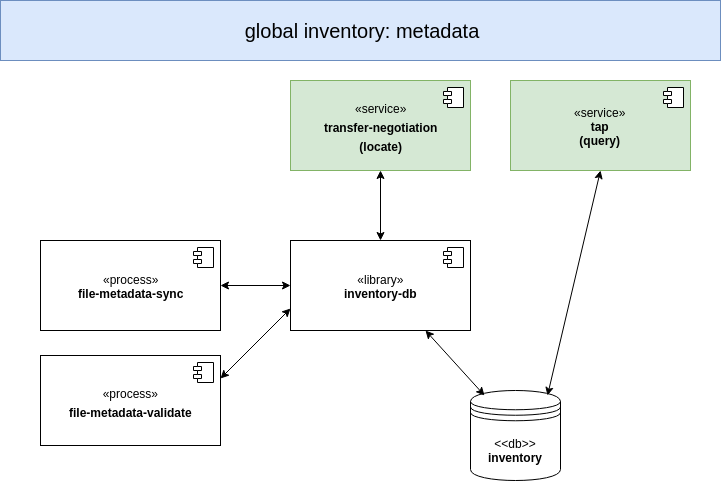 global inventory: metadata
«service»
transfer-negotiation
(locate)
«service»
tap
(query)
«process»
file-metadata-sync
«library»
inventory-db
«process»
file-metadata-validate
<<db>>
inventory